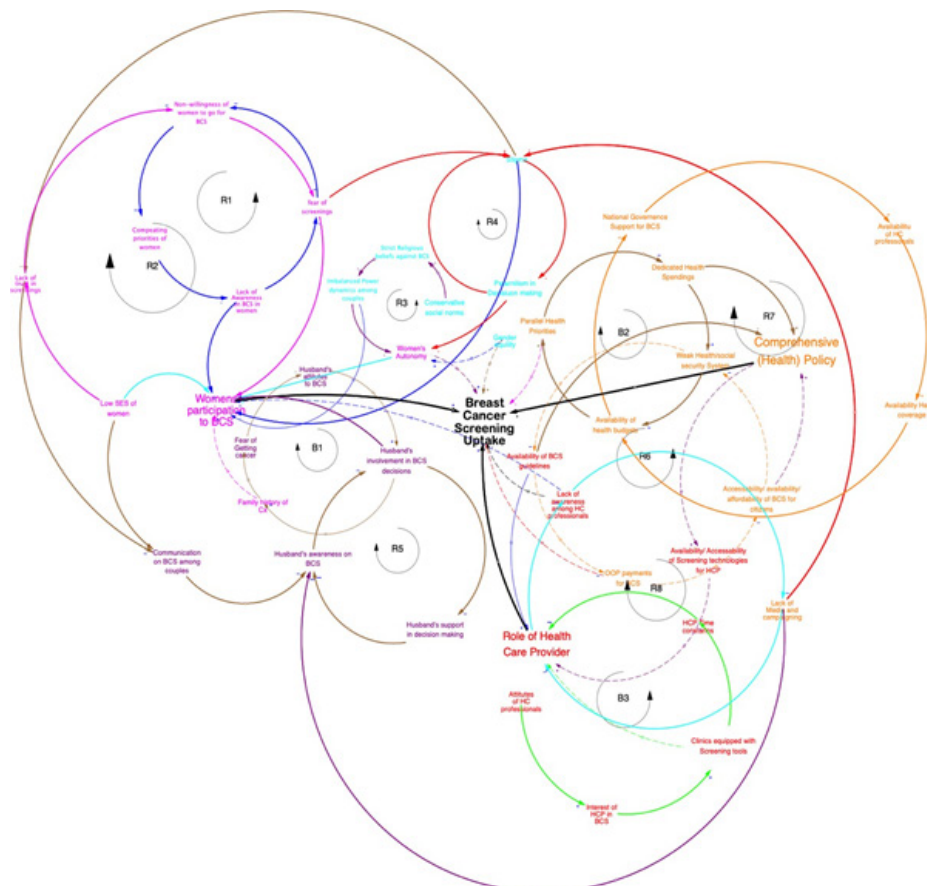 Non-willingness of
women to go for
BCS
R1
Fear of
screenings
Competing
priorities of
women
R2
Lack of
Awareness
in BCS in
women
Lack of
screenings
Low SES of
women
R4
National Governance
Support for BCS
Availability
of HC
professionals
Strict Religious
beliefs against BCS
Imbalanced Power
dynamics among
couples
R3
Conservative
social norms
Paternalism in
Decision making
Dedicated Health
Spendings
Parallel Health
Priorities
B2
R7
Gender
equity
Women's
Autonomy
Weak Health/social
security System
Comprehensive
(Health) Policy
Husband's
attitudes
to BCS
Women's
participation
to BCS
Breast
Cancer
Screening
Uptake
Availability of
health budgets
Availability
coverage
Fear of
Getting
cancer
B1
Husband's
involvement in BCS
decisions
Availability of BCS
guidelines
R6
Family history of
Lack of
awareness
among HC
professionals
Accessability/availability/
affordability of BCS for
citizens
Communication
on BCS among
couples
Husband's awareness on
BCS
R5
Availability/ Accessability
of Screening technologies
for HCP
OOP payments
for BCS
R8
Husband's support
in decision making
HCP Time
constrains
Lack of
Media and
campaigning
Role of Health
Care Provider
Attitutes
of HC
professionals
B3
Clinics equipped with
Screening tools
Interest of
HCP in
BCS